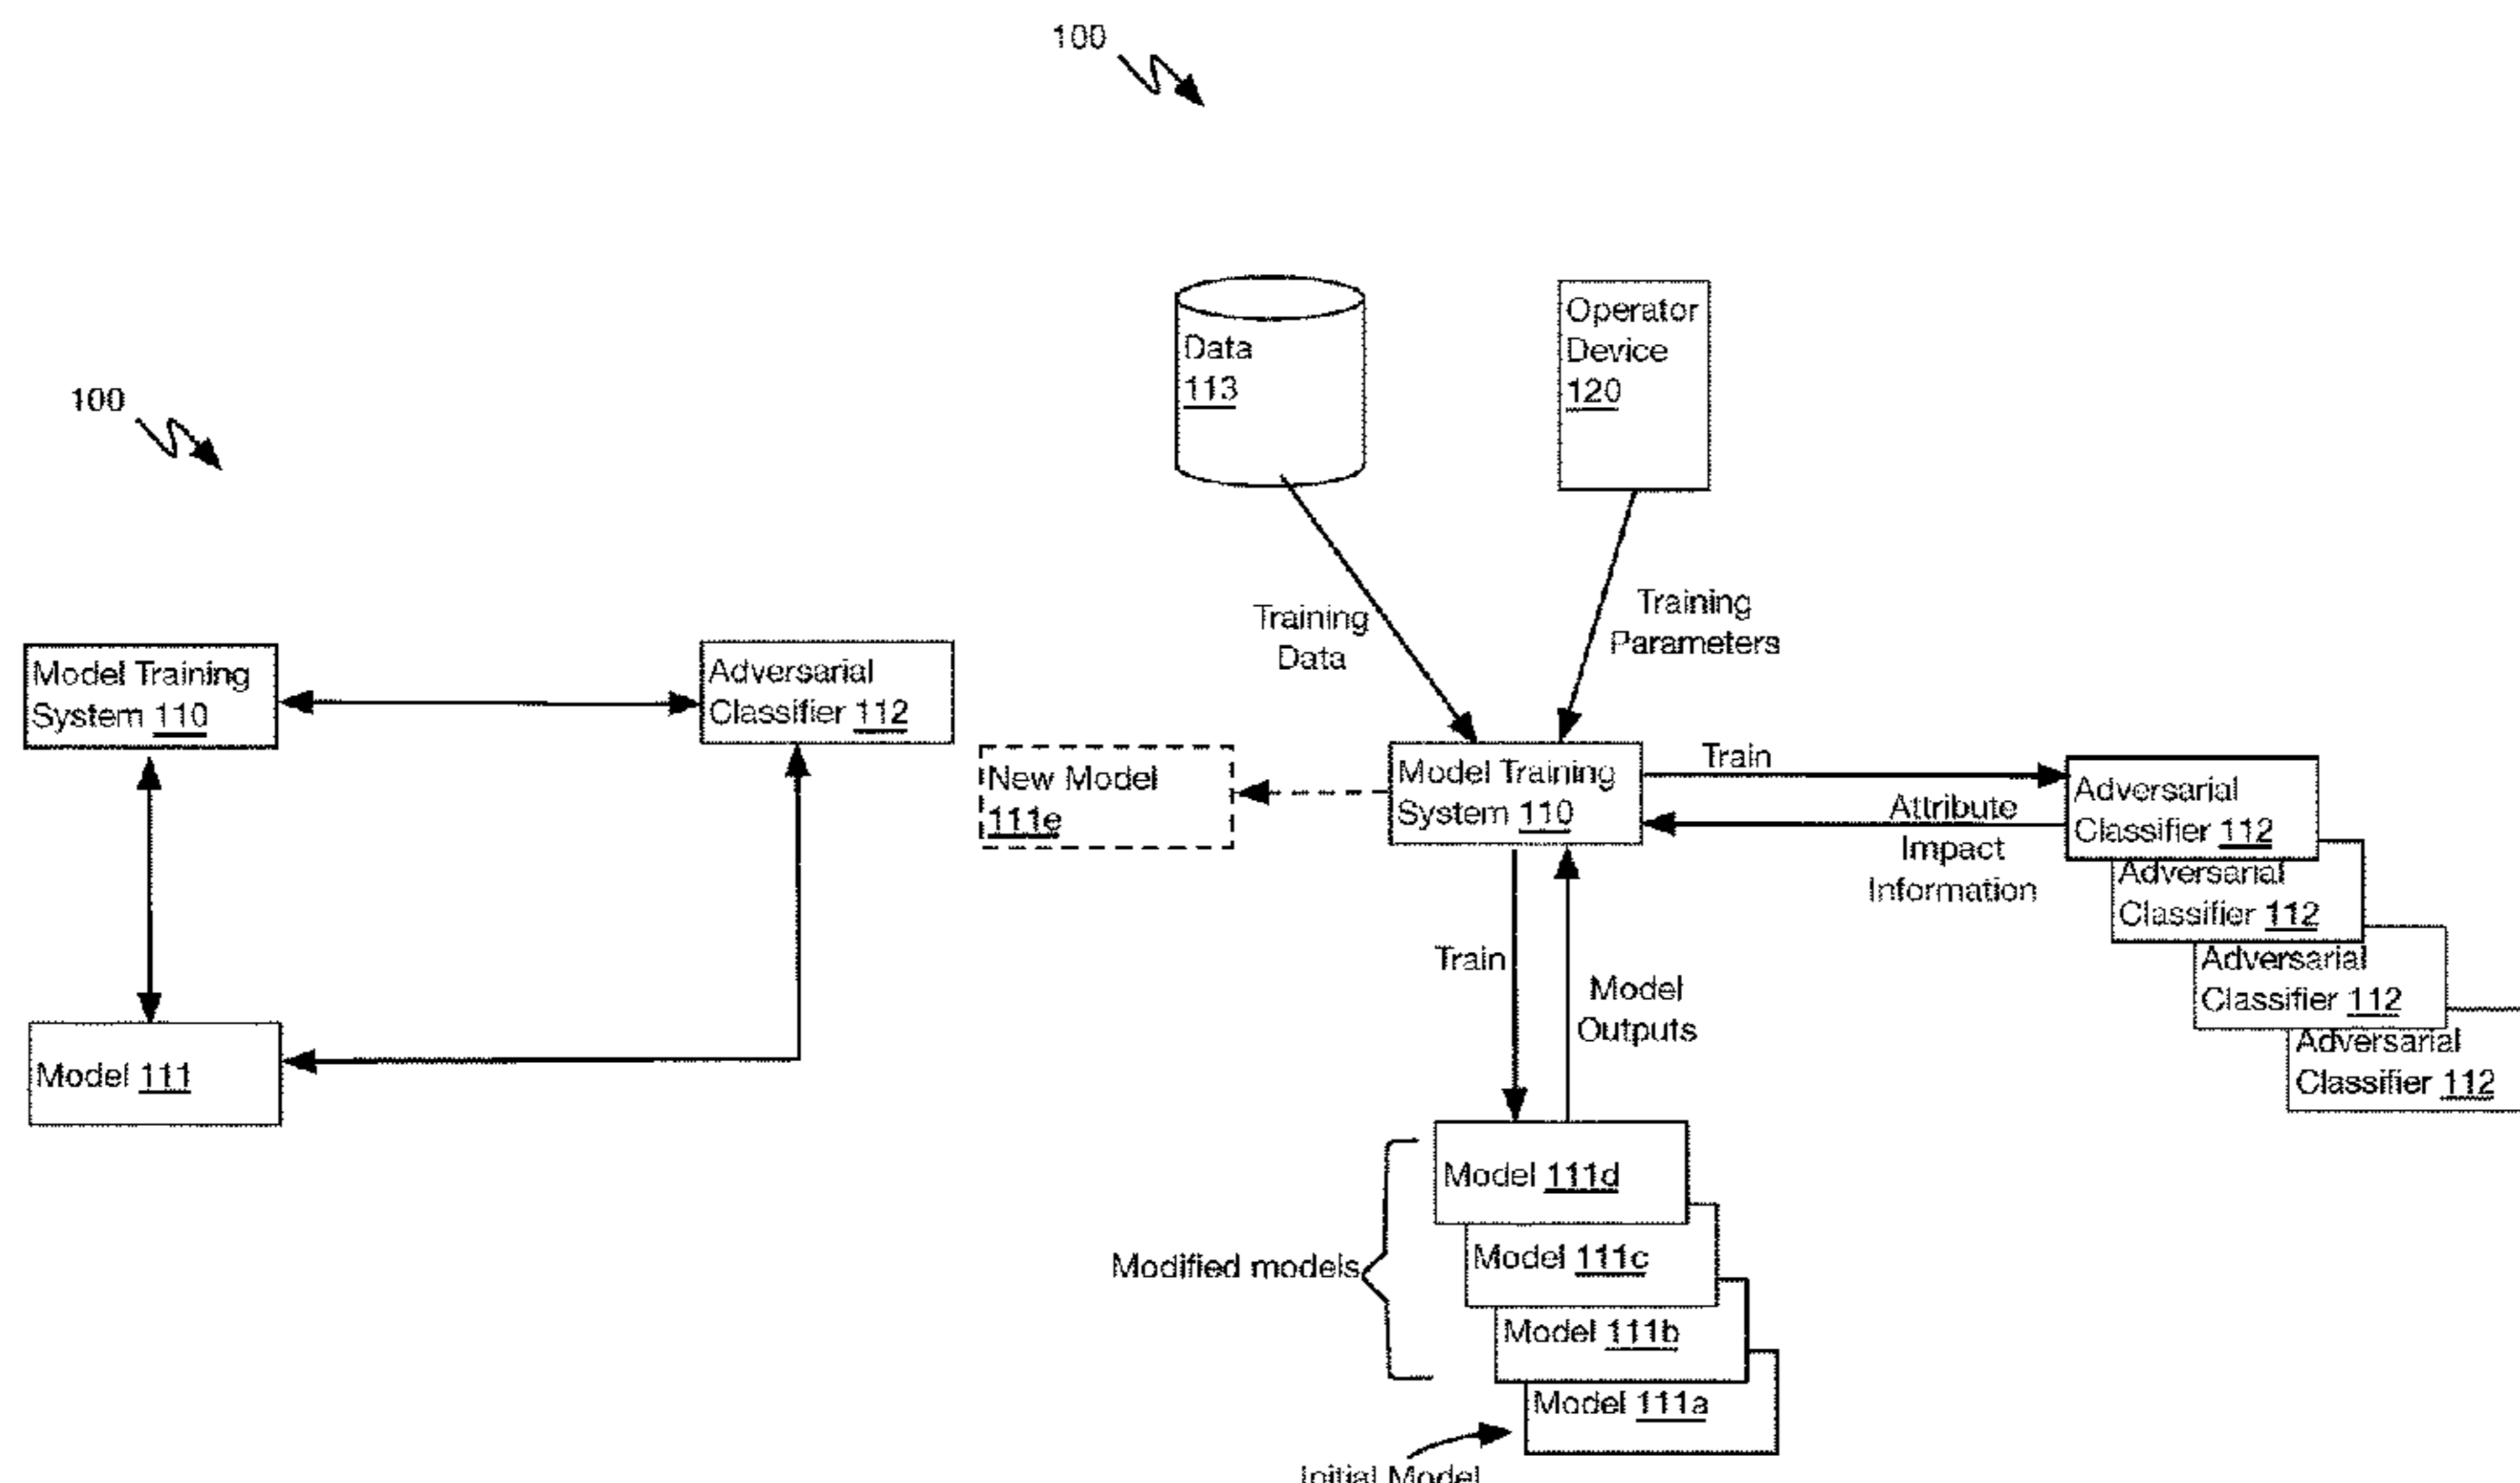 100
Model Training
System 110
Adversarial
Classifier 112
Model 111
100
Data
113
Operator
Device
120
Training
Data
Training
Parameters
New Model
111e
Model Training
System 110
Train
Attribute
Impact
Information
Adversarial
Classifier 112
Adversarial
Classifier 112
Adversarial
Classifier 112
Adversarial
Classifier 112
Train
Model
Outputs
Modified models
Model 111d
Model 111c
Model 111b
Model 111a
Initial Model